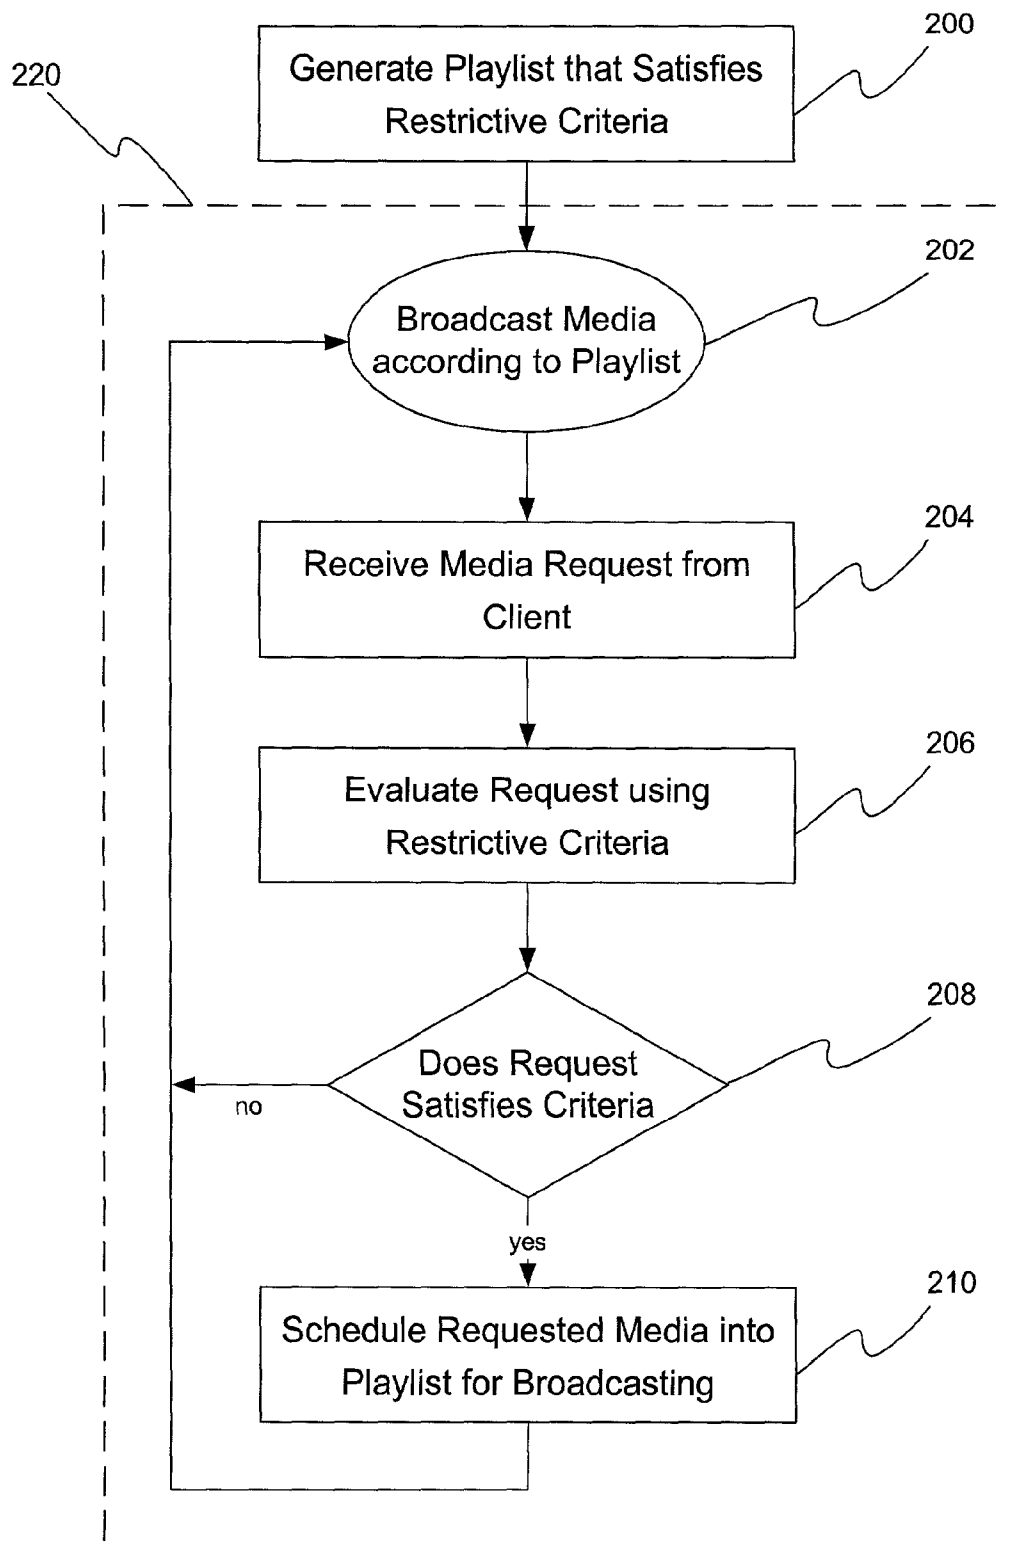 200
Generate Playlist that Satisfies
Restrictive Criteria
220
202
Broadcast Media
according to Playlist
204
Receive Media Request from
Client
206
Evaluate Request using
Restrictive Criteria
208
Does Request
Satisfies Criteria
no
yes
210
Schedule Requested Media into
Playlist for Broadcasting